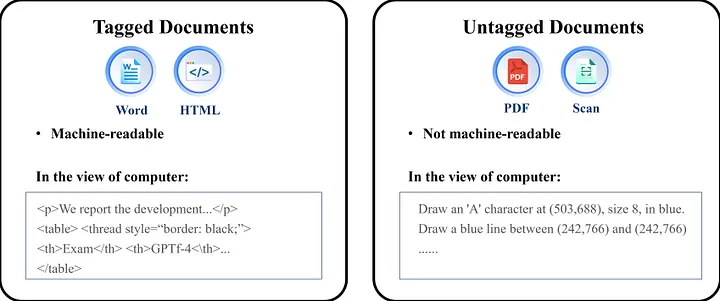 Tagged Documents
W
</>
Word
HTML
• Machine-readable
In the view of computer:
<p>We report the development...</p>
<table> <thread style=“border: black;”>
<th>Exam</th> <th>GPTf-4<\th>...
</table>
Untagged Documents
PDF
PDF
Scan
• Not machine-readable
In the view of computer:
Draw an 'A' character at (503,688), size 8, in blue.
Draw a blue line between (242,766) and (242,766)
......